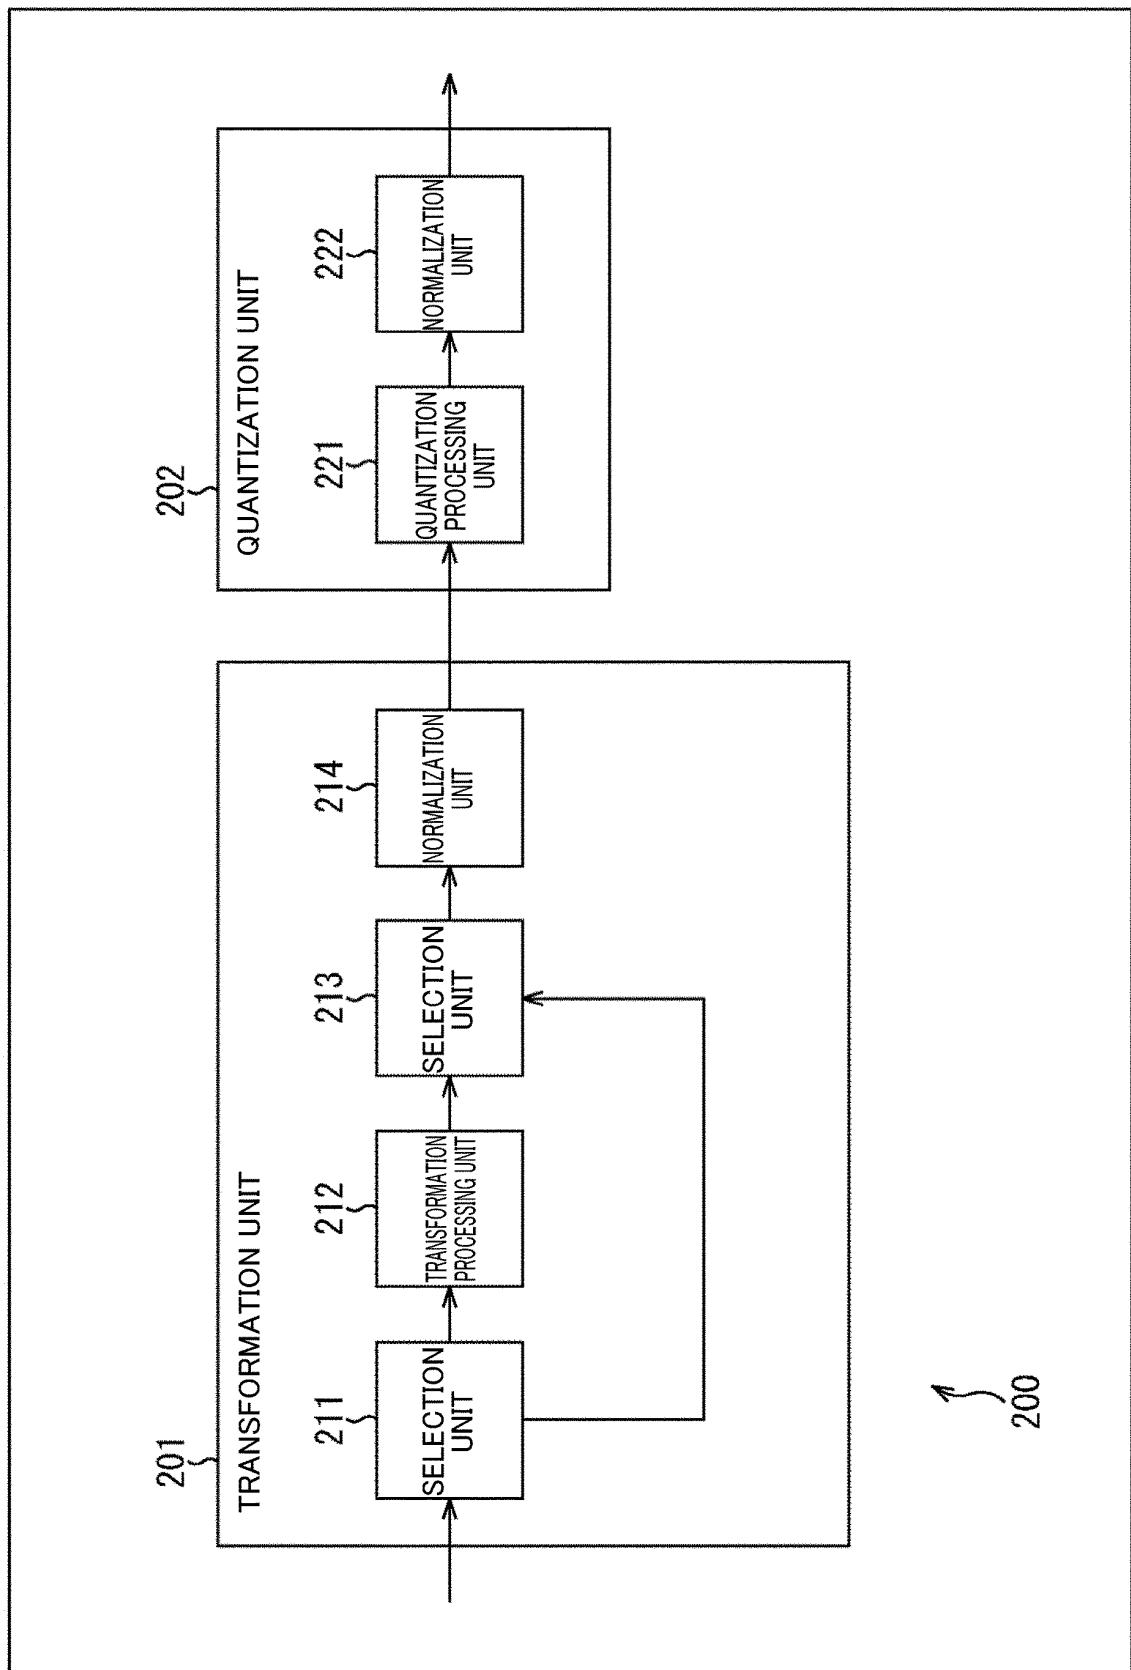 201
TRANSFORMATION UNIT
211
SELECTION
UNIT
212
TRANSFORMATION
PROCESSING UNIT
213
SELECTION
UNIT
214
NORMALIZATION
UNIT
202
QUANTIZATION UNIT
221
QUANTIZATION
PROCESSING
UNIT
222
NORMALIZATION
UNIT
200